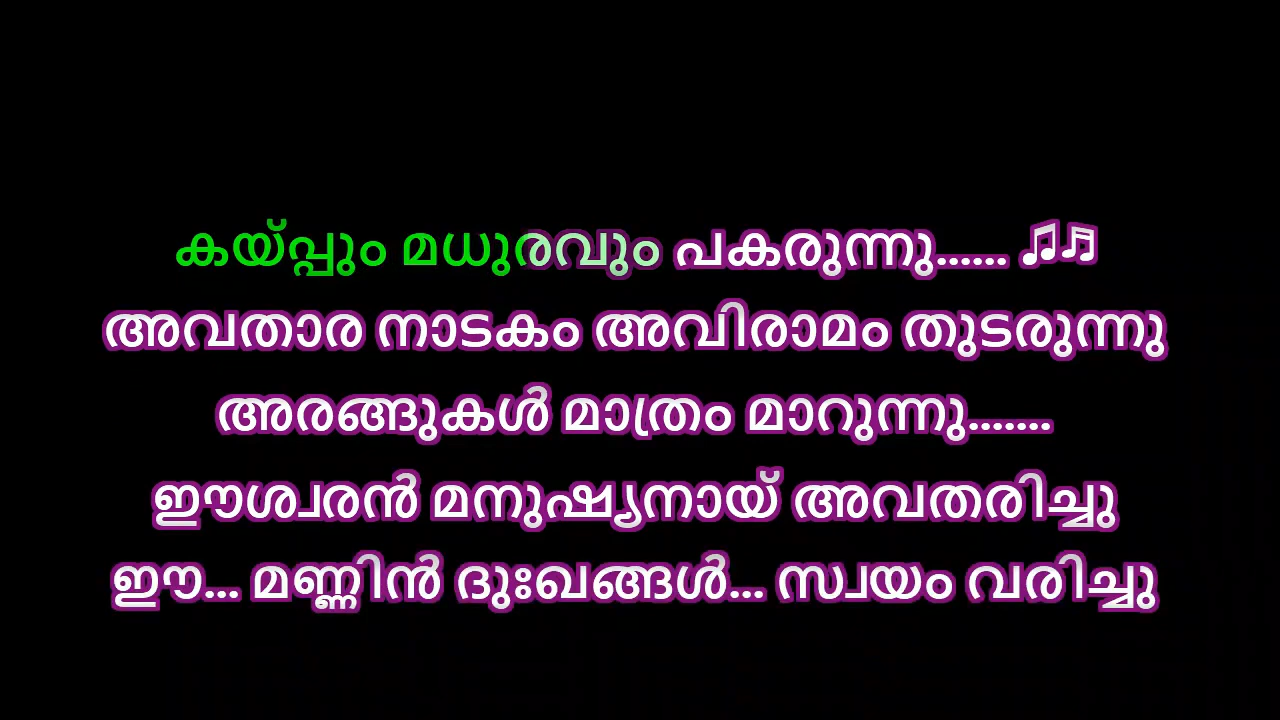 കയ്പ്പും മധുരവും പകരുന്നു...... 🎵🎵
അവതാര നാടകം അവിരാമം തുടരുന്നു
അരങ്ങുകൾ മാത്രം മാറുന്നു.......
ഈശ്വരൻ മനുഷ്യനായ് അവതരിച്ചു
ഈ... മണ്ണിൻ ദുഃഖങ്ങൾ... സ്വയം വരിച്ചു